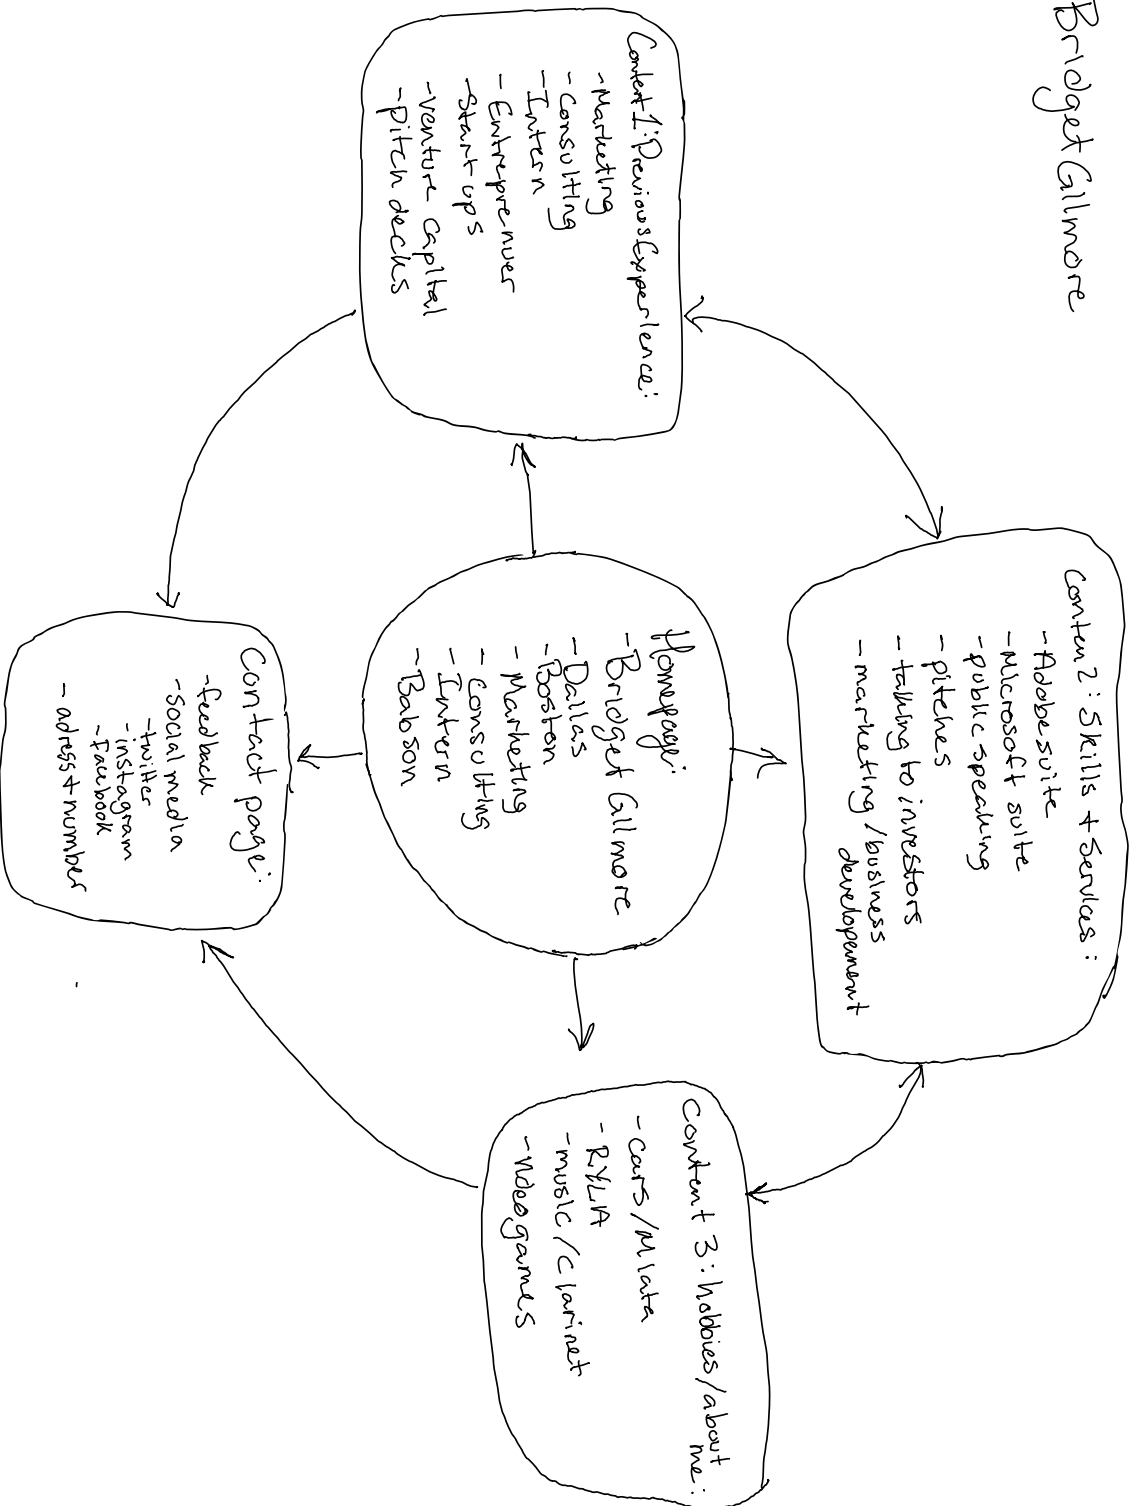 Bridget Gilmore
Content 1: Previous Experience:
- Marketing
- Consulting
- Intern
- Entreprenuer
- Start ups
- venture capital
- pitch decks
Conten 2: Skills + Services:
- Adobe suite
- Microsoft suite
- public speaking
- pitches
- talking to investors
- marketing/business
developement
Homepage:
- Bridget Gilmore
- Dallas
- Boston
- Marketing
- Consulting
- Intern
- Babson
Content 3: hobbies/about
me:
- cars/Miata
- RYLA
- music/Clarinet
- video games
Contact page:
- feedback
- social media
- twitter
- instagram
- Facebook
- adress + number